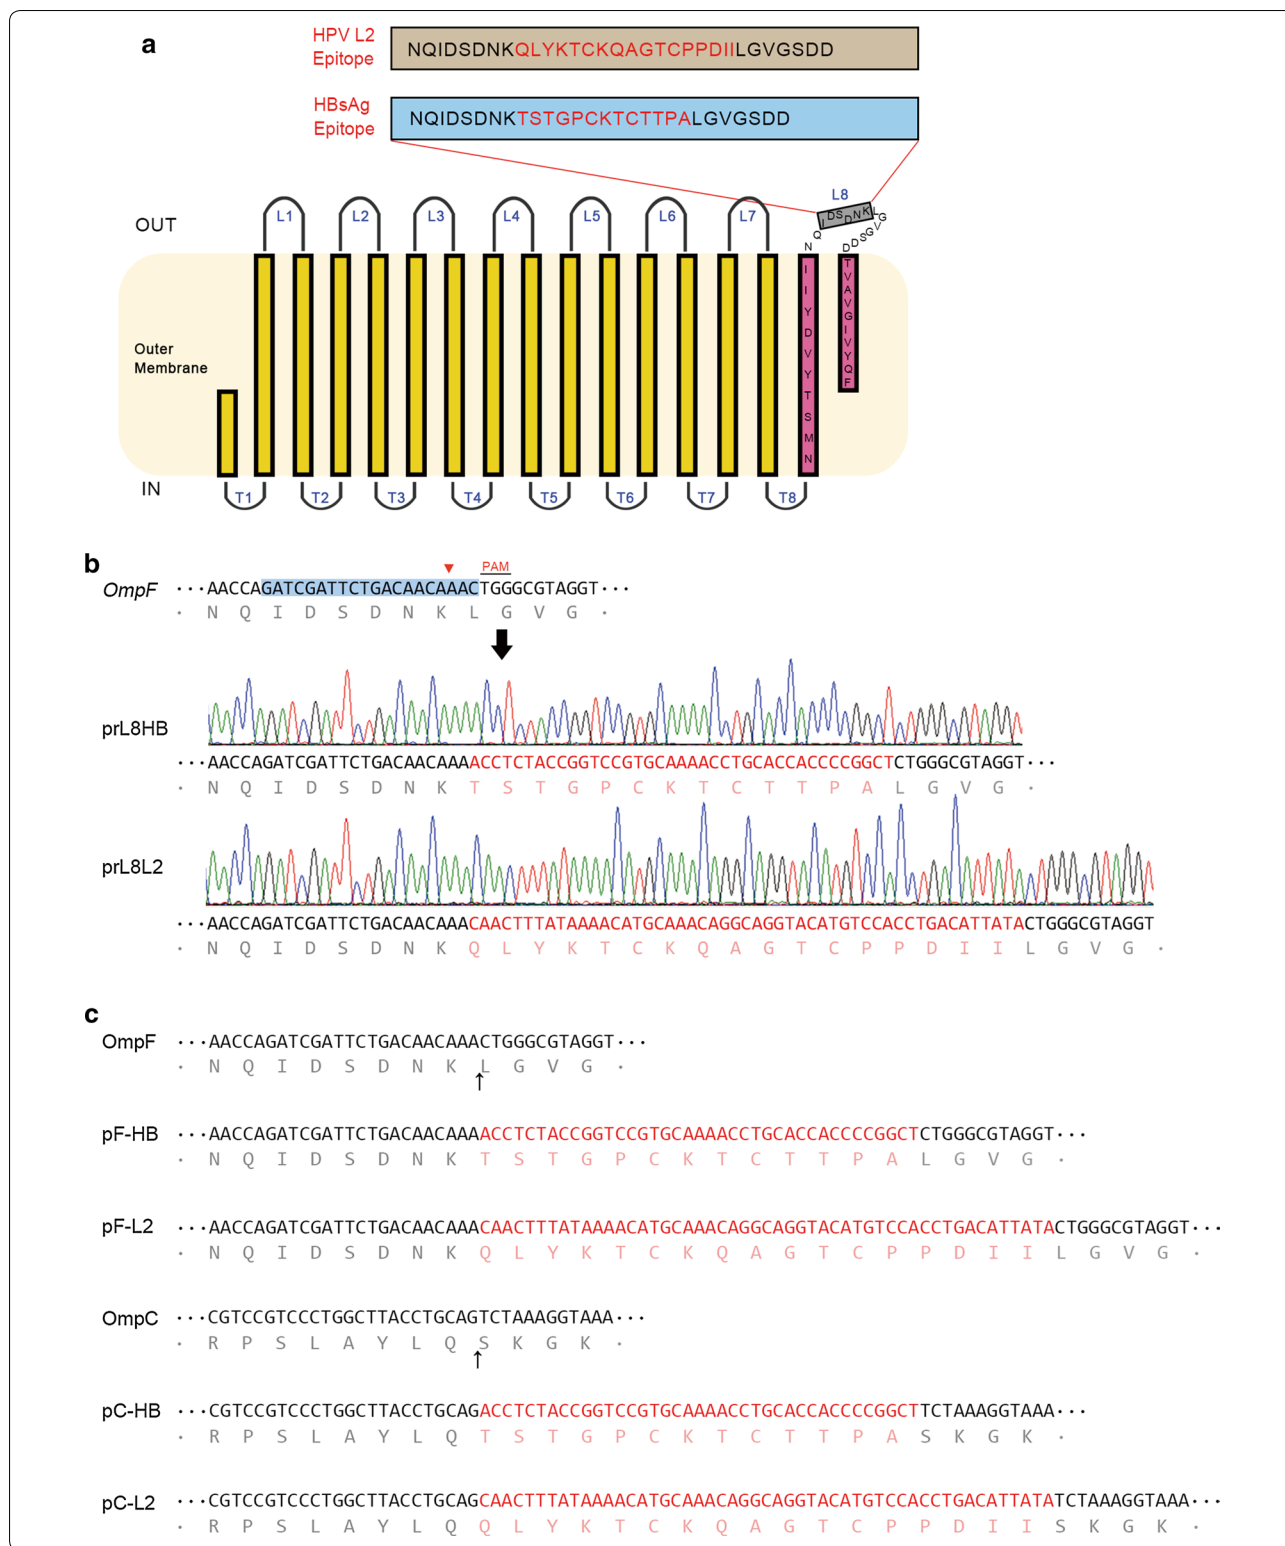 a
HPV L2
Epitope
NQIDSDNKQLYKTCKQAGTCPPDIILGVGSDD
HBsAg
Epitope
NQIDSDNKTSTGPCKTCTTPALGVGSDD
OUT
L1
L2
L3
L4
L5
L6
L7
L8
N
Q
I
D
S
D
N
K
L
G
V
G
S
D
D
I
I
Y
D
V
Y
T
S
M
N
T
V
A
V
G
I
V
Y
Q
F
Outer
Membrane
IN
T1
T2
T3
T4
T5
T6
T7
T8
b
PAM
OmpF
···AACCAGATCGATTCTGACAACAAACTGGGCGTAGGT···
· N Q I D S D N K L G V G ·
prL8HB
···AACCAGATCGATTCTGACAACAAAACCTCTACCGGTCCGTGCAAAACCTGCACCACCCCGGCTCTGGGCGTAGGT···
· N Q I D S D N K T S T G P C K T C T T P A L G V G ·
prL8L2
···AACCAGATCGATTCTGACAACAAACAACTTTATAAAACATGCAAACAGGCAGGTACATGTCCACCTGACATTATACTGGGCGTAGGT
· N Q I D S D N K Q L Y K T C K Q A G T C P P D I I L G V G ·
c
OmpF
···AACCAGATCGATTCTGACAACAAACTGGGCGTAGGT···
· N Q I D S D N K L G V G ·
↑
pF-HB
···AACCAGATCGATTCTGACAACAAAACCTCTACCGGTCCGTGCAAAACCTGCACCACCCCGGCTCTGGGCGTAGGT···
· N Q I D S D N K T S T G P C K T C T T P A L G V G ·
pF-L2
···AACCAGATCGATTCTGACAACAAACAACTTTATAAAACATGCAAACAGGCAGGTACATGTCCACCTGACATTATACTGGGCGTAGGT···
· N Q I D S D N K Q L Y K T C K Q A G T C P P D I I L G V G ·
OmpC
···CGTCCGTCCCTGGCTTACCTGCAGTCTAAAGGTAAA···
· R P S L A Y L Q S K G K ·
↑
pC-HB
···CGTCCGTCCCTGGCTTACCTGCAGACCTCTACCGGTCCGTGCAAAACCTGCACCACCCCGGCTTCTAAAGGTAAA···
· R P S L A Y L Q T S T G P C K T C T T P A S K G K ·
pC-L2
···CGTCCGTCCCTGGCTTACCTGCAGCAACTTTATAAAACATGCAAACAGGCAGGTACATGTCCACCTGACATTATATCTAAAGGTAAA···
· R P S L A Y L Q Q L Y K T C K Q A G T C P P D I I S K G K ·